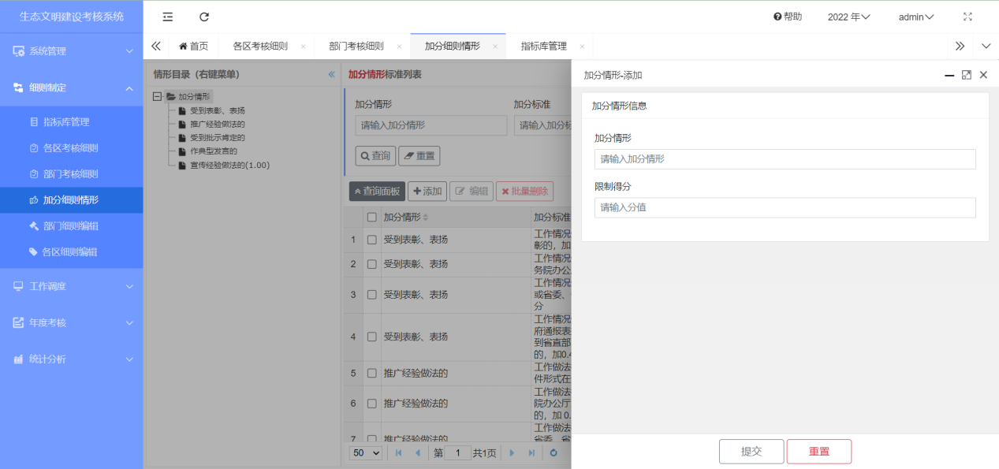 生态文明建设考核系统
帮助
2022 年
admin
首页
各区考核细则
部门考核细则
加分细则情形
指标库管理
系统管理
细则制定
指标库管理
各区考核细则
部门考核细则
加分细则情形
部门细则编辑
各区细则编辑
工作调度
年度考核
统计分析
情形目录（右键菜单）
加分情形
受到表彰、表扬
推广经验做法的
受到批示肯定的
作典型发言的
宣传经验做法的(1.00)
加分情形标准列表
加分情形
加分标准
请输入加分情形
请输入加分标
查询
重置
查询面板
添加
编辑
批量删除
加分情形
加分标准
1
受到表彰、表扬
工作情况
彰的，加
2
受到表彰、表扬
工作情况
务院办公
3
受到表彰、表扬
工作情况
或省委、
分
4
受到表彰、表扬
工作情况
府通报表
到省直部
的，加0.4
5
推广经验做法的
工作做法
件形式在
6
推广经验做法的
工作做法
院办公厅
的，加 0.
7
推广经验做法的
工作做法
省委、省
50
第
1
共1页
加分情形-添加
加分情形信息
加分情形
请输入加分情形
限制得分
请输入分值
提交
重置